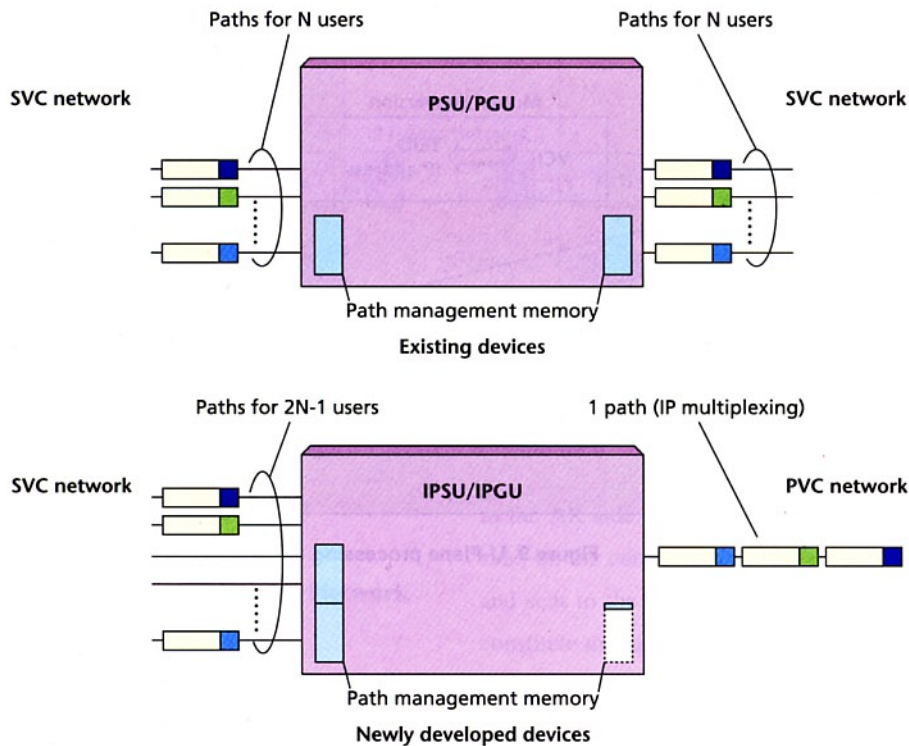 Paths for N users
Paths for N users
SVC network
PSU/PGU
SVC network
Path management memory
Existing devices
Paths for 2N-1 users
1 path (IP multiplexing)
SVC network
IPSU/IPGU
PVC network
Path management memory
Newly developed devices